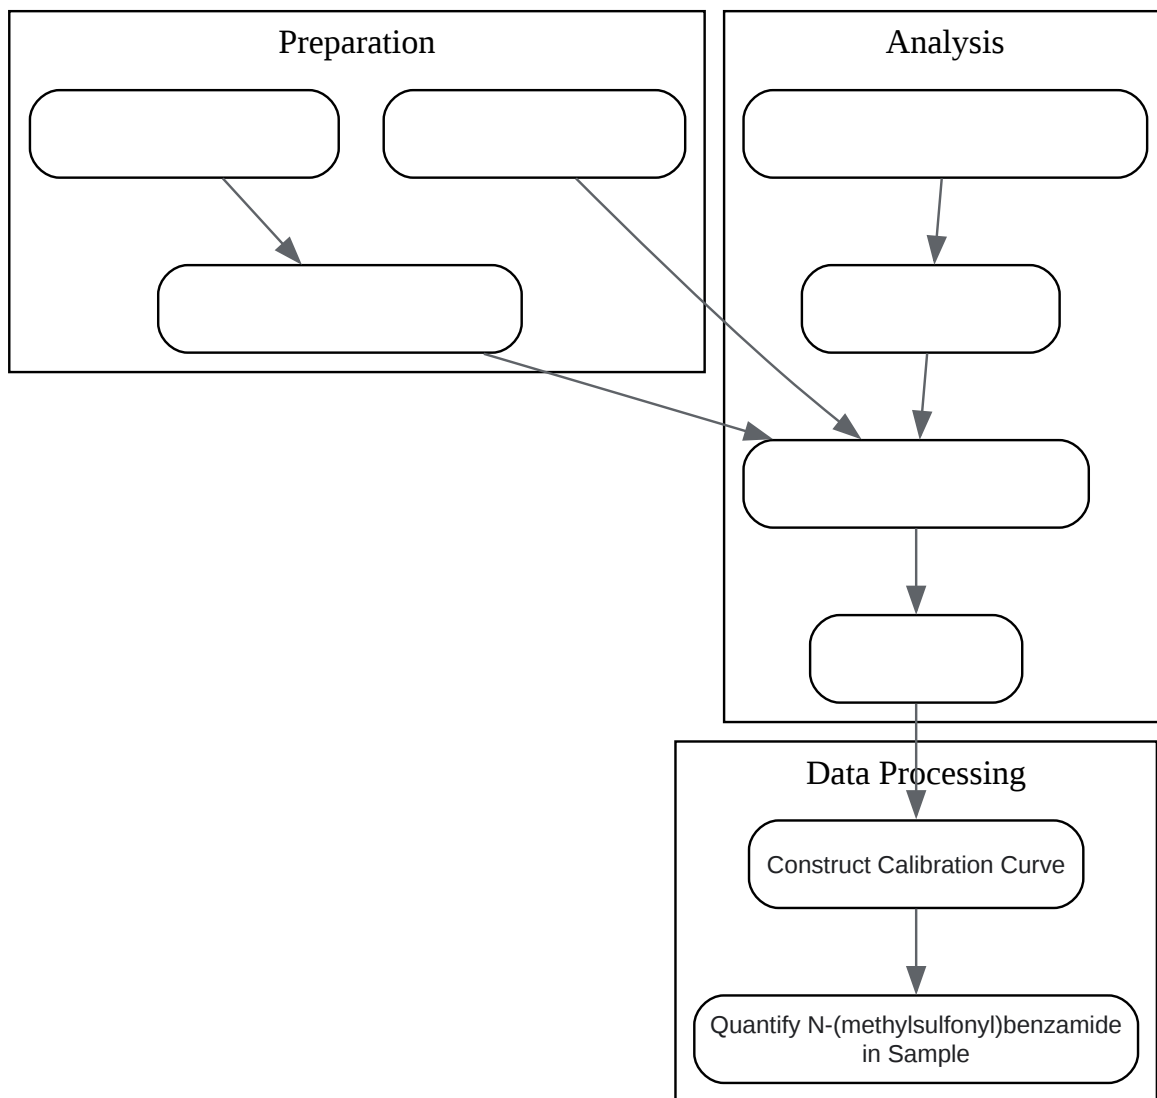 Preparation
Analysis
Data Processing
Construct Calibration Curve
Quantify N-(methylsulfonyl)benzamide
in Sample